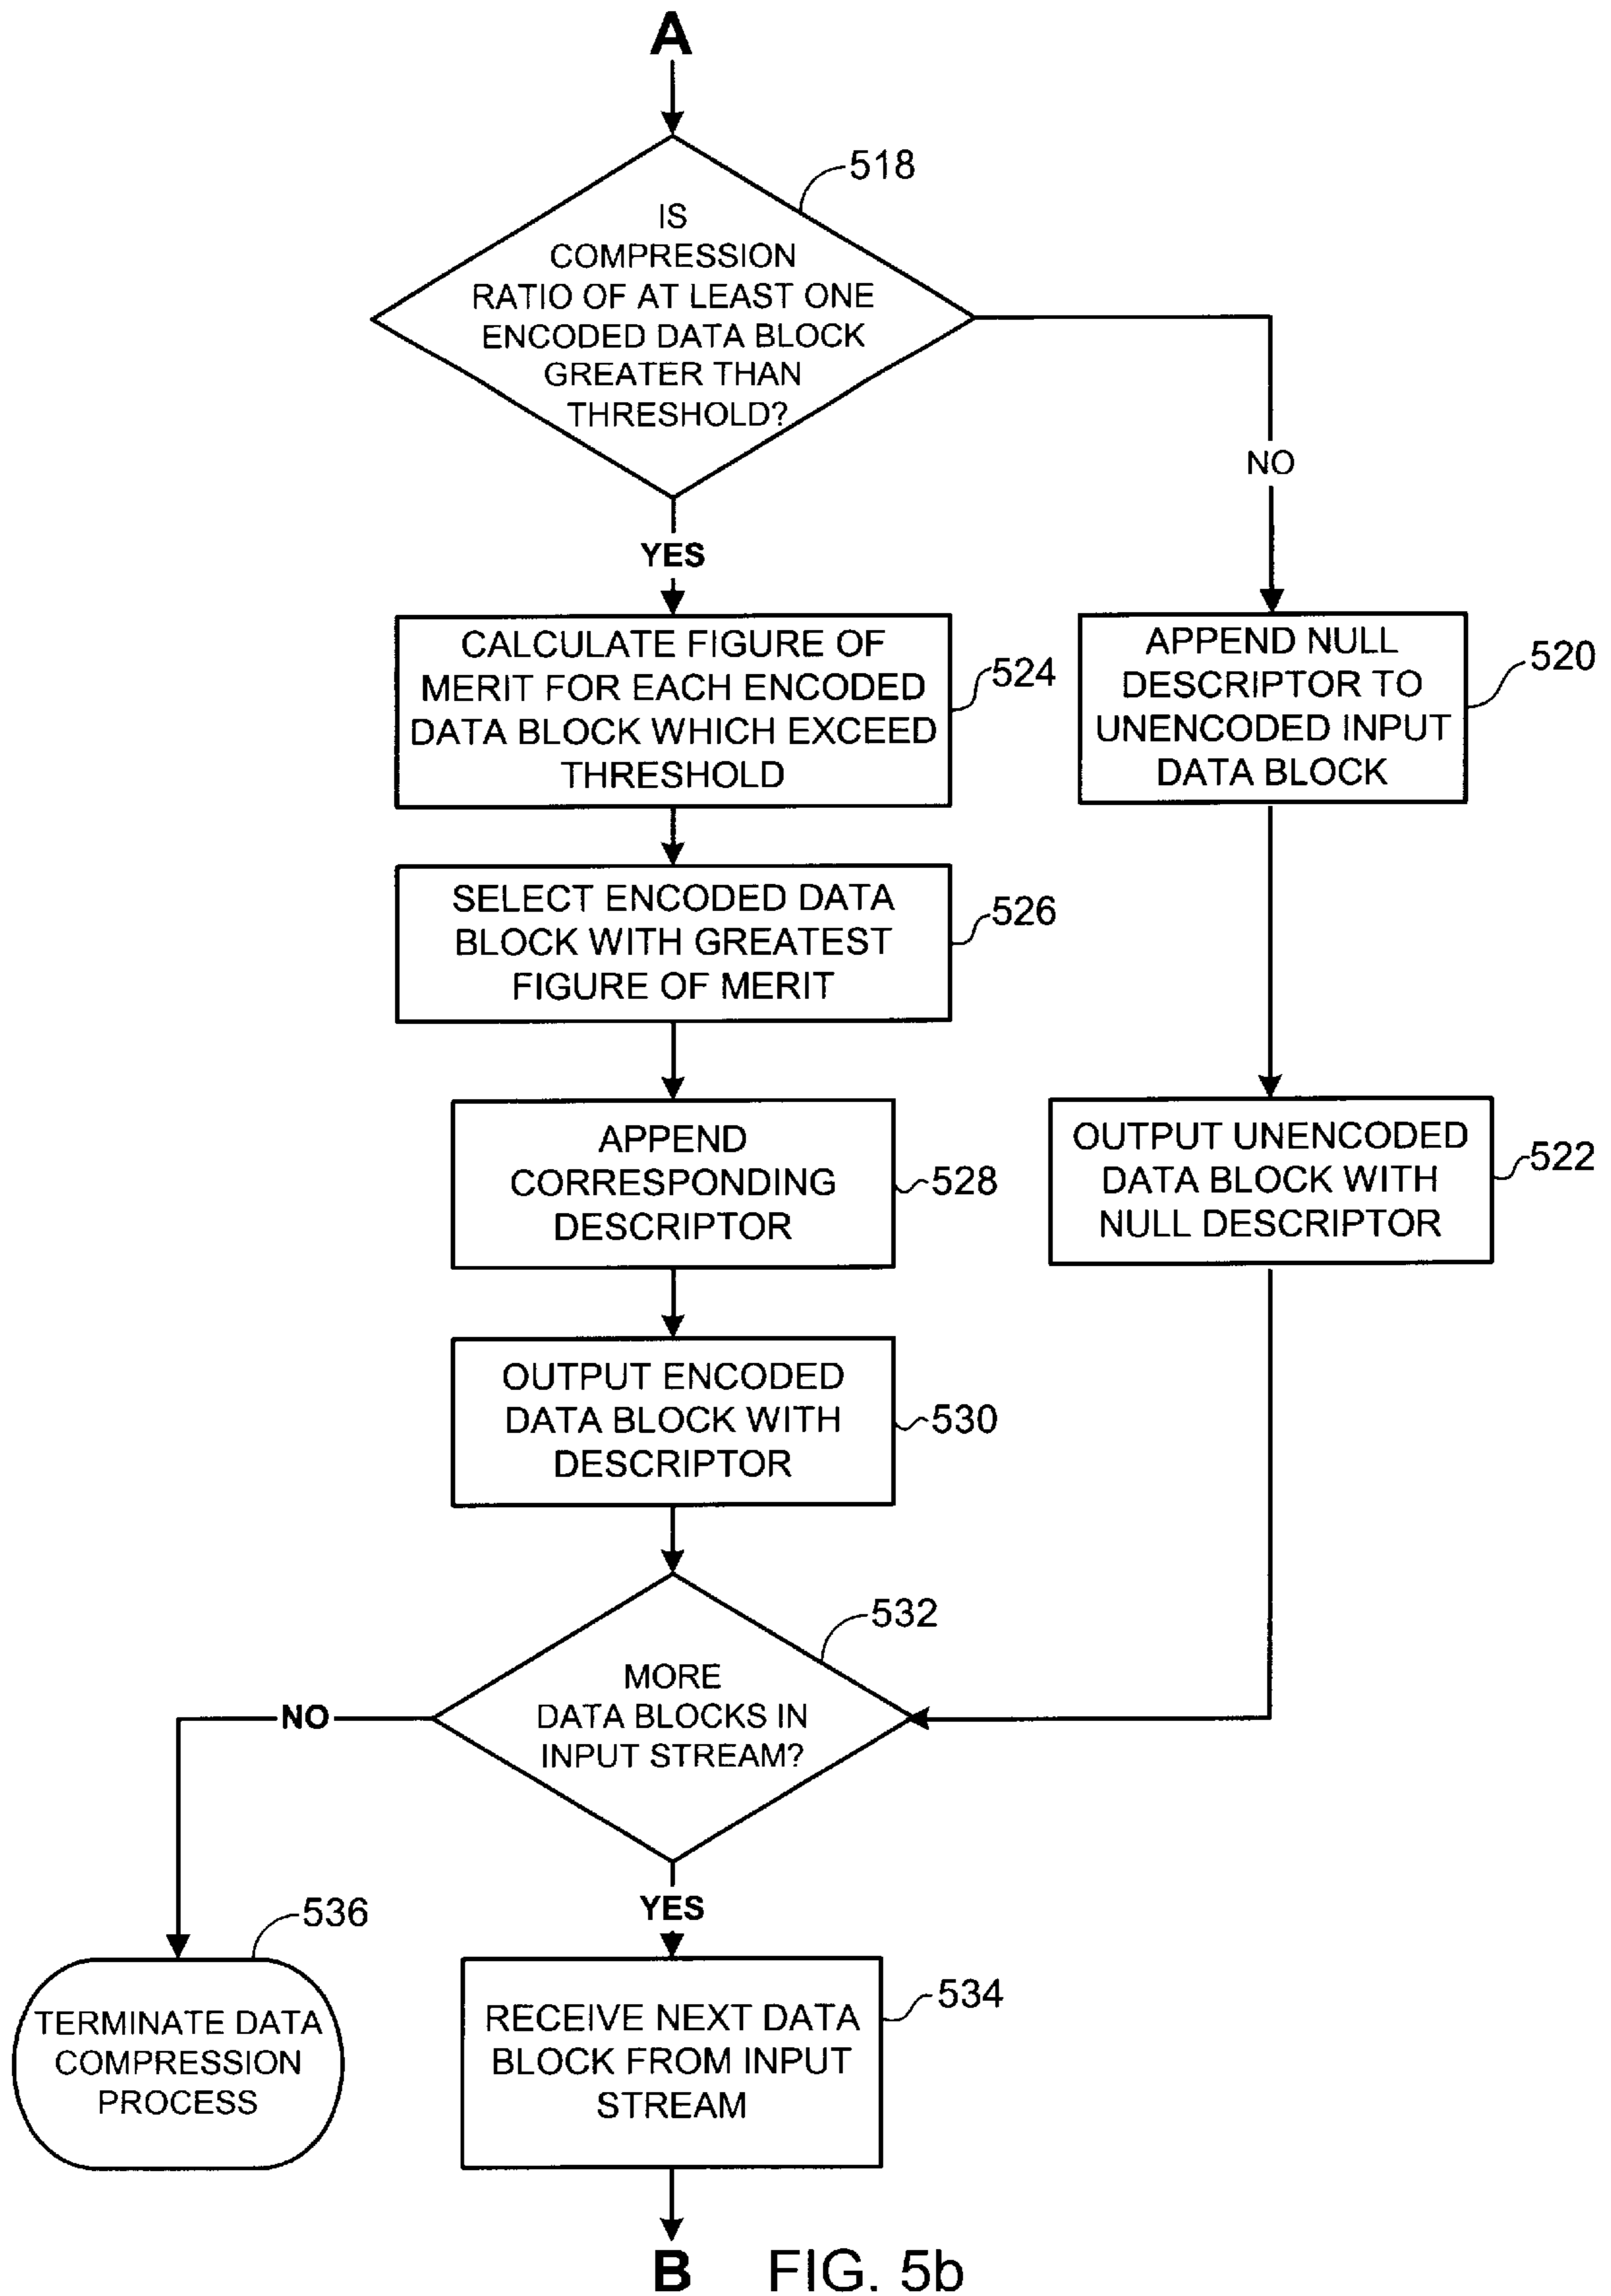 A
518
IS
COMPRESSION
RATIO OF AT LEAST ONE
ENCODED DATA BLOCK
GREATER THAN
THRESHOLD?
NO
YES
CALCULATE FIGURE OF
MERIT FOR EACH ENCODED
DATA BLOCK WHICH EXCEED
THRESHOLD
524
APPEND NULL
DESCRIPTOR TO
UNENCODED INPUT
DATA BLOCK
520
SELECT ENCODED DATA
BLOCK WITH GREATEST
FIGURE OF MERIT
526
APPEND
CORRESPONDING
DESCRIPTOR
528
OUTPUT UNENCODED
DATA BLOCK WITH
NULL DESCRIPTOR
522
OUTPUT ENCODED
DATA BLOCK WITH
DESCRIPTOR
530
532
MORE
DATA BLOCKS IN
INPUT STREAM?
NO
YES
536
TERMINATE DATA
COMPRESSION
PROCESS
534
RECEIVE NEXT DATA
BLOCK FROM INPUT
STREAM
B FIG. 5b